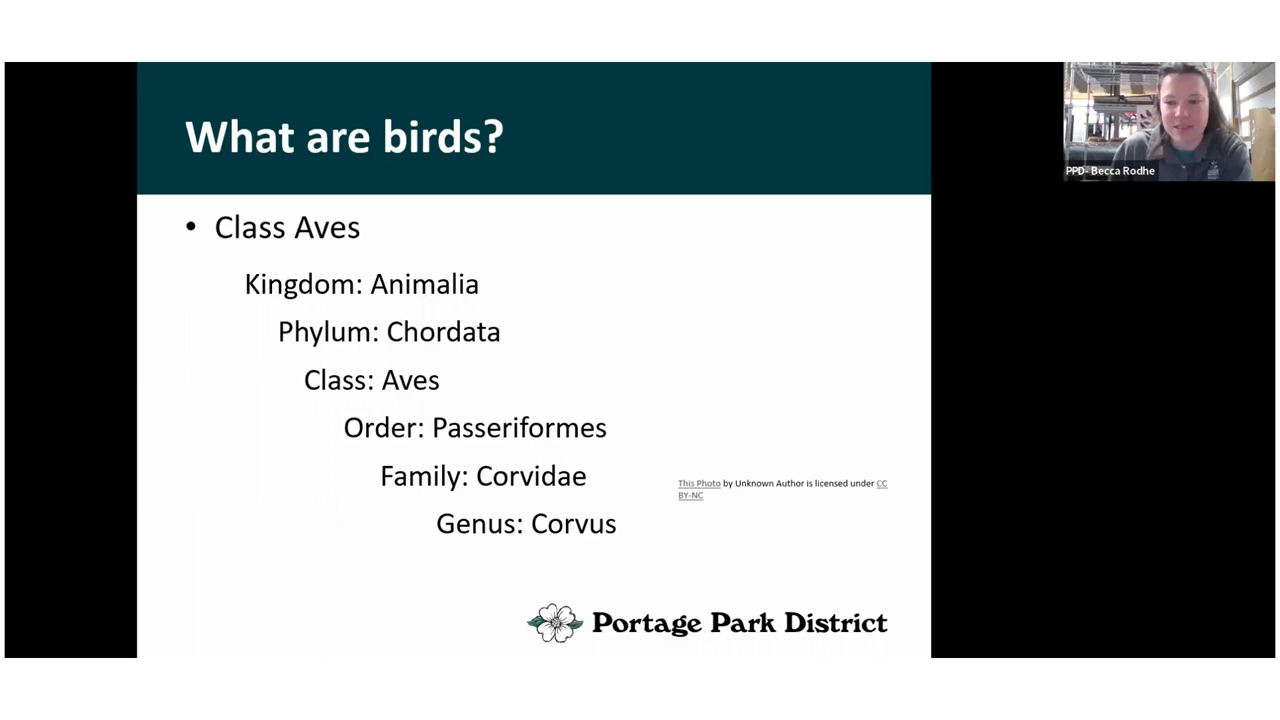 What are birds?
PPD- Becca Rodhe
• Class Aves
Kingdom: Animalia
Phylum: Chordata
Class: Aves
Order: Passeriformes
Family: Corvidae
Genus: Corvus
This Photo by Unknown Author is licensed under CC
BY-NC
Portage Park District